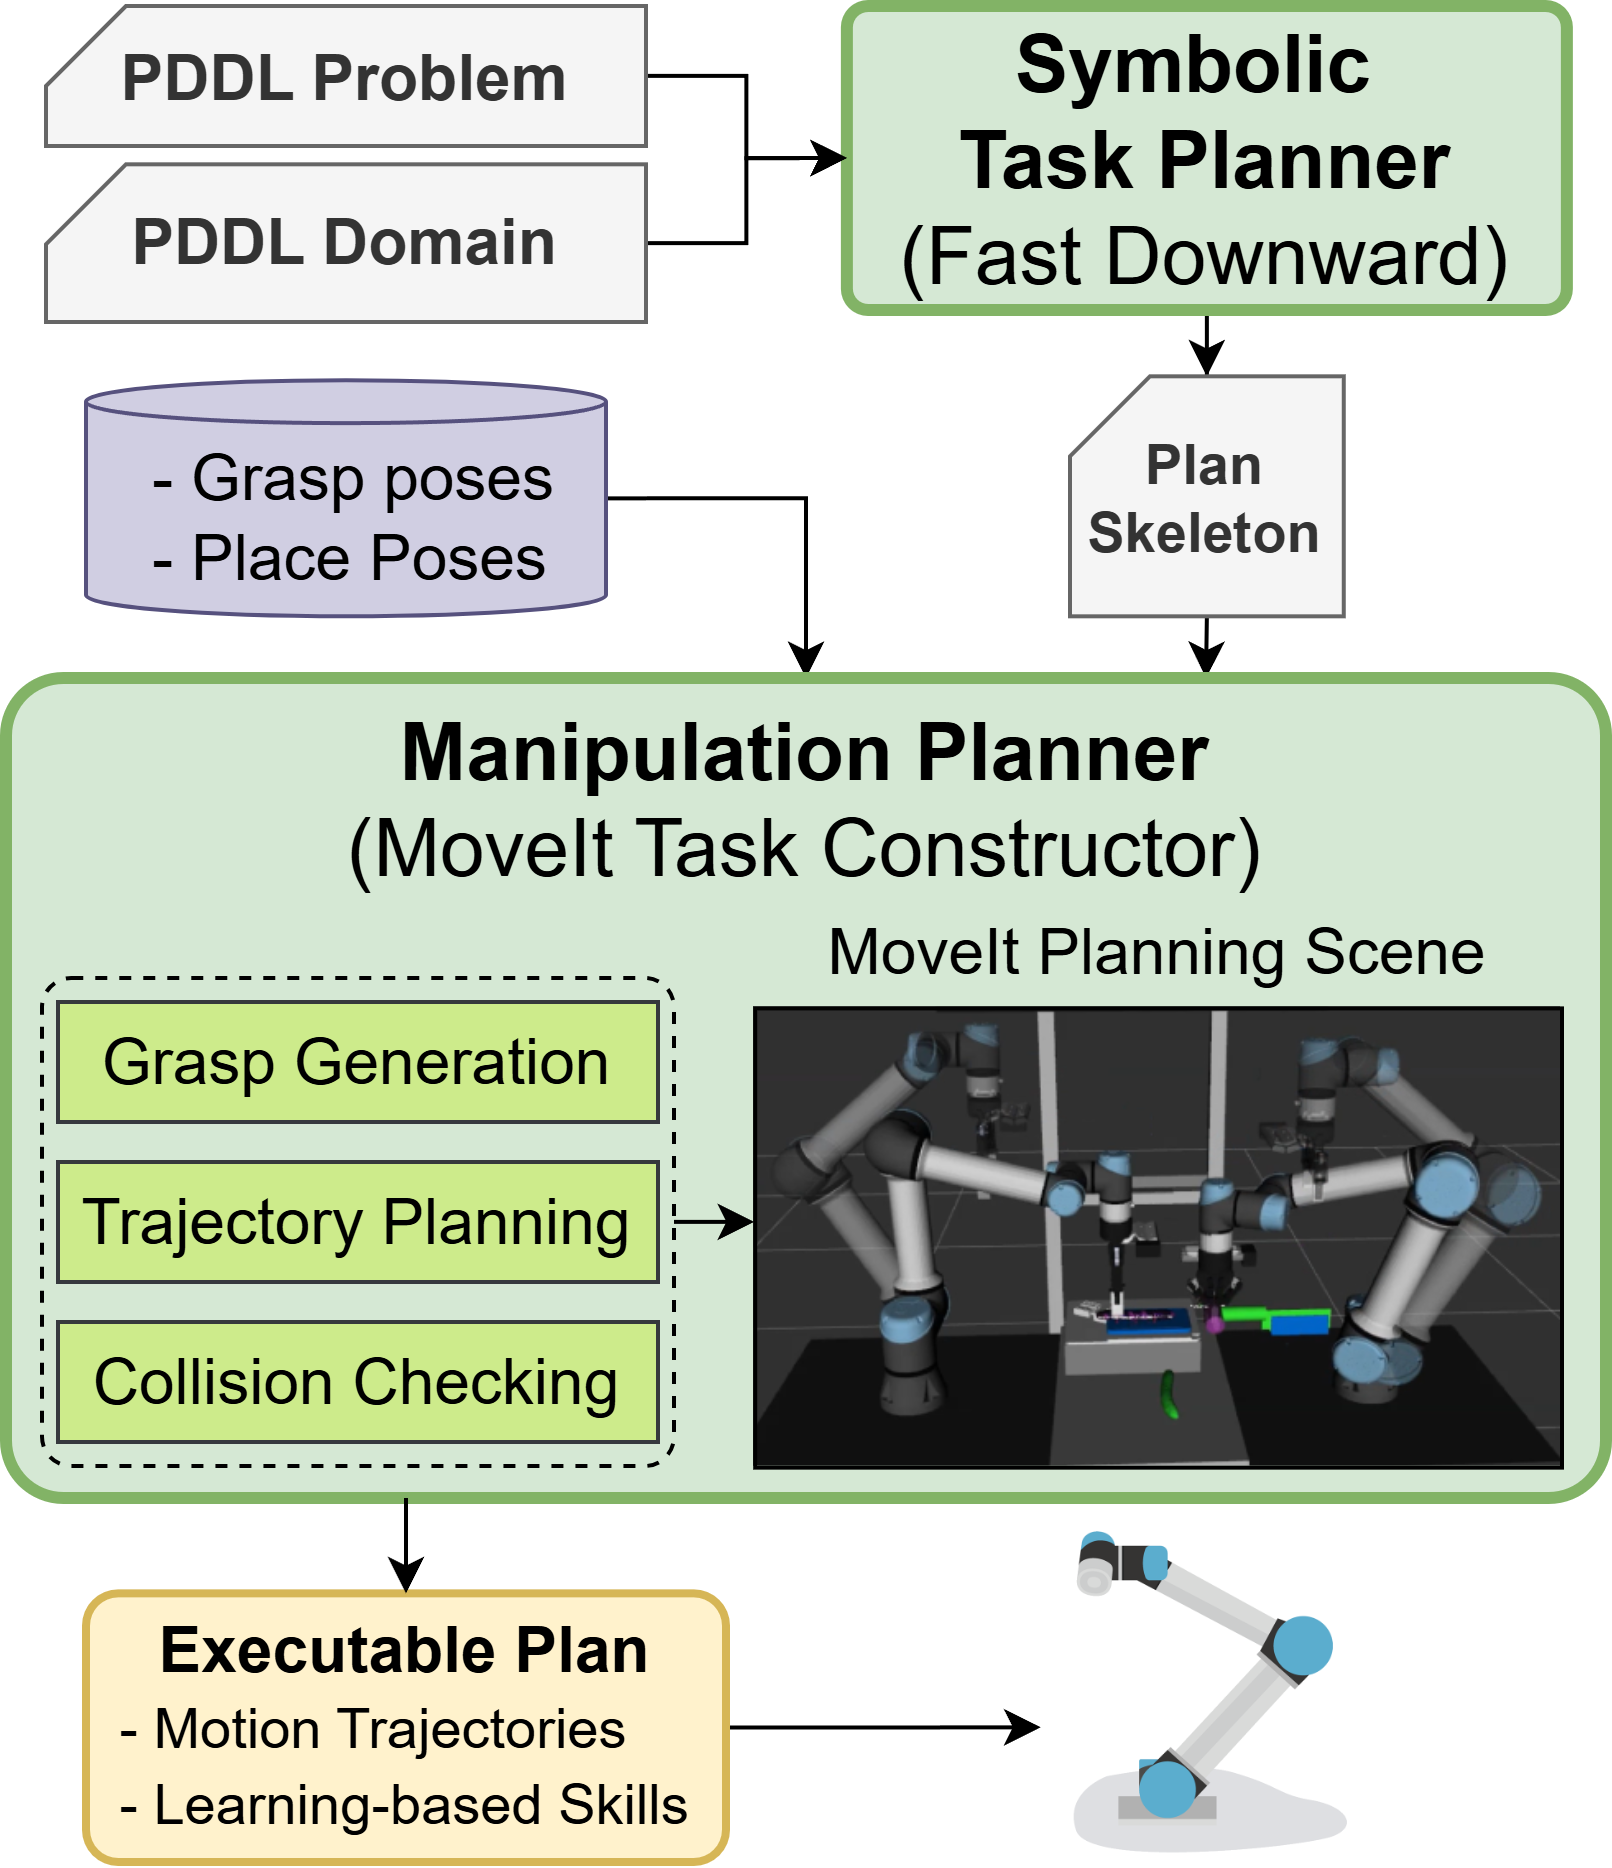 PDDL Problem
PDDL Domain
Symbolic
Task Planner
(Fast Downward)
- Grasp poses
- Place Poses
Plan
Skeleton
Manipulation Planner
(MoveIt Task Constructor)
MoveIt Planning Scene
Grasp Generation
Trajectory Planning
Collision Checking
Executable Plan
- Motion Trajectories
- Learning-based Skills